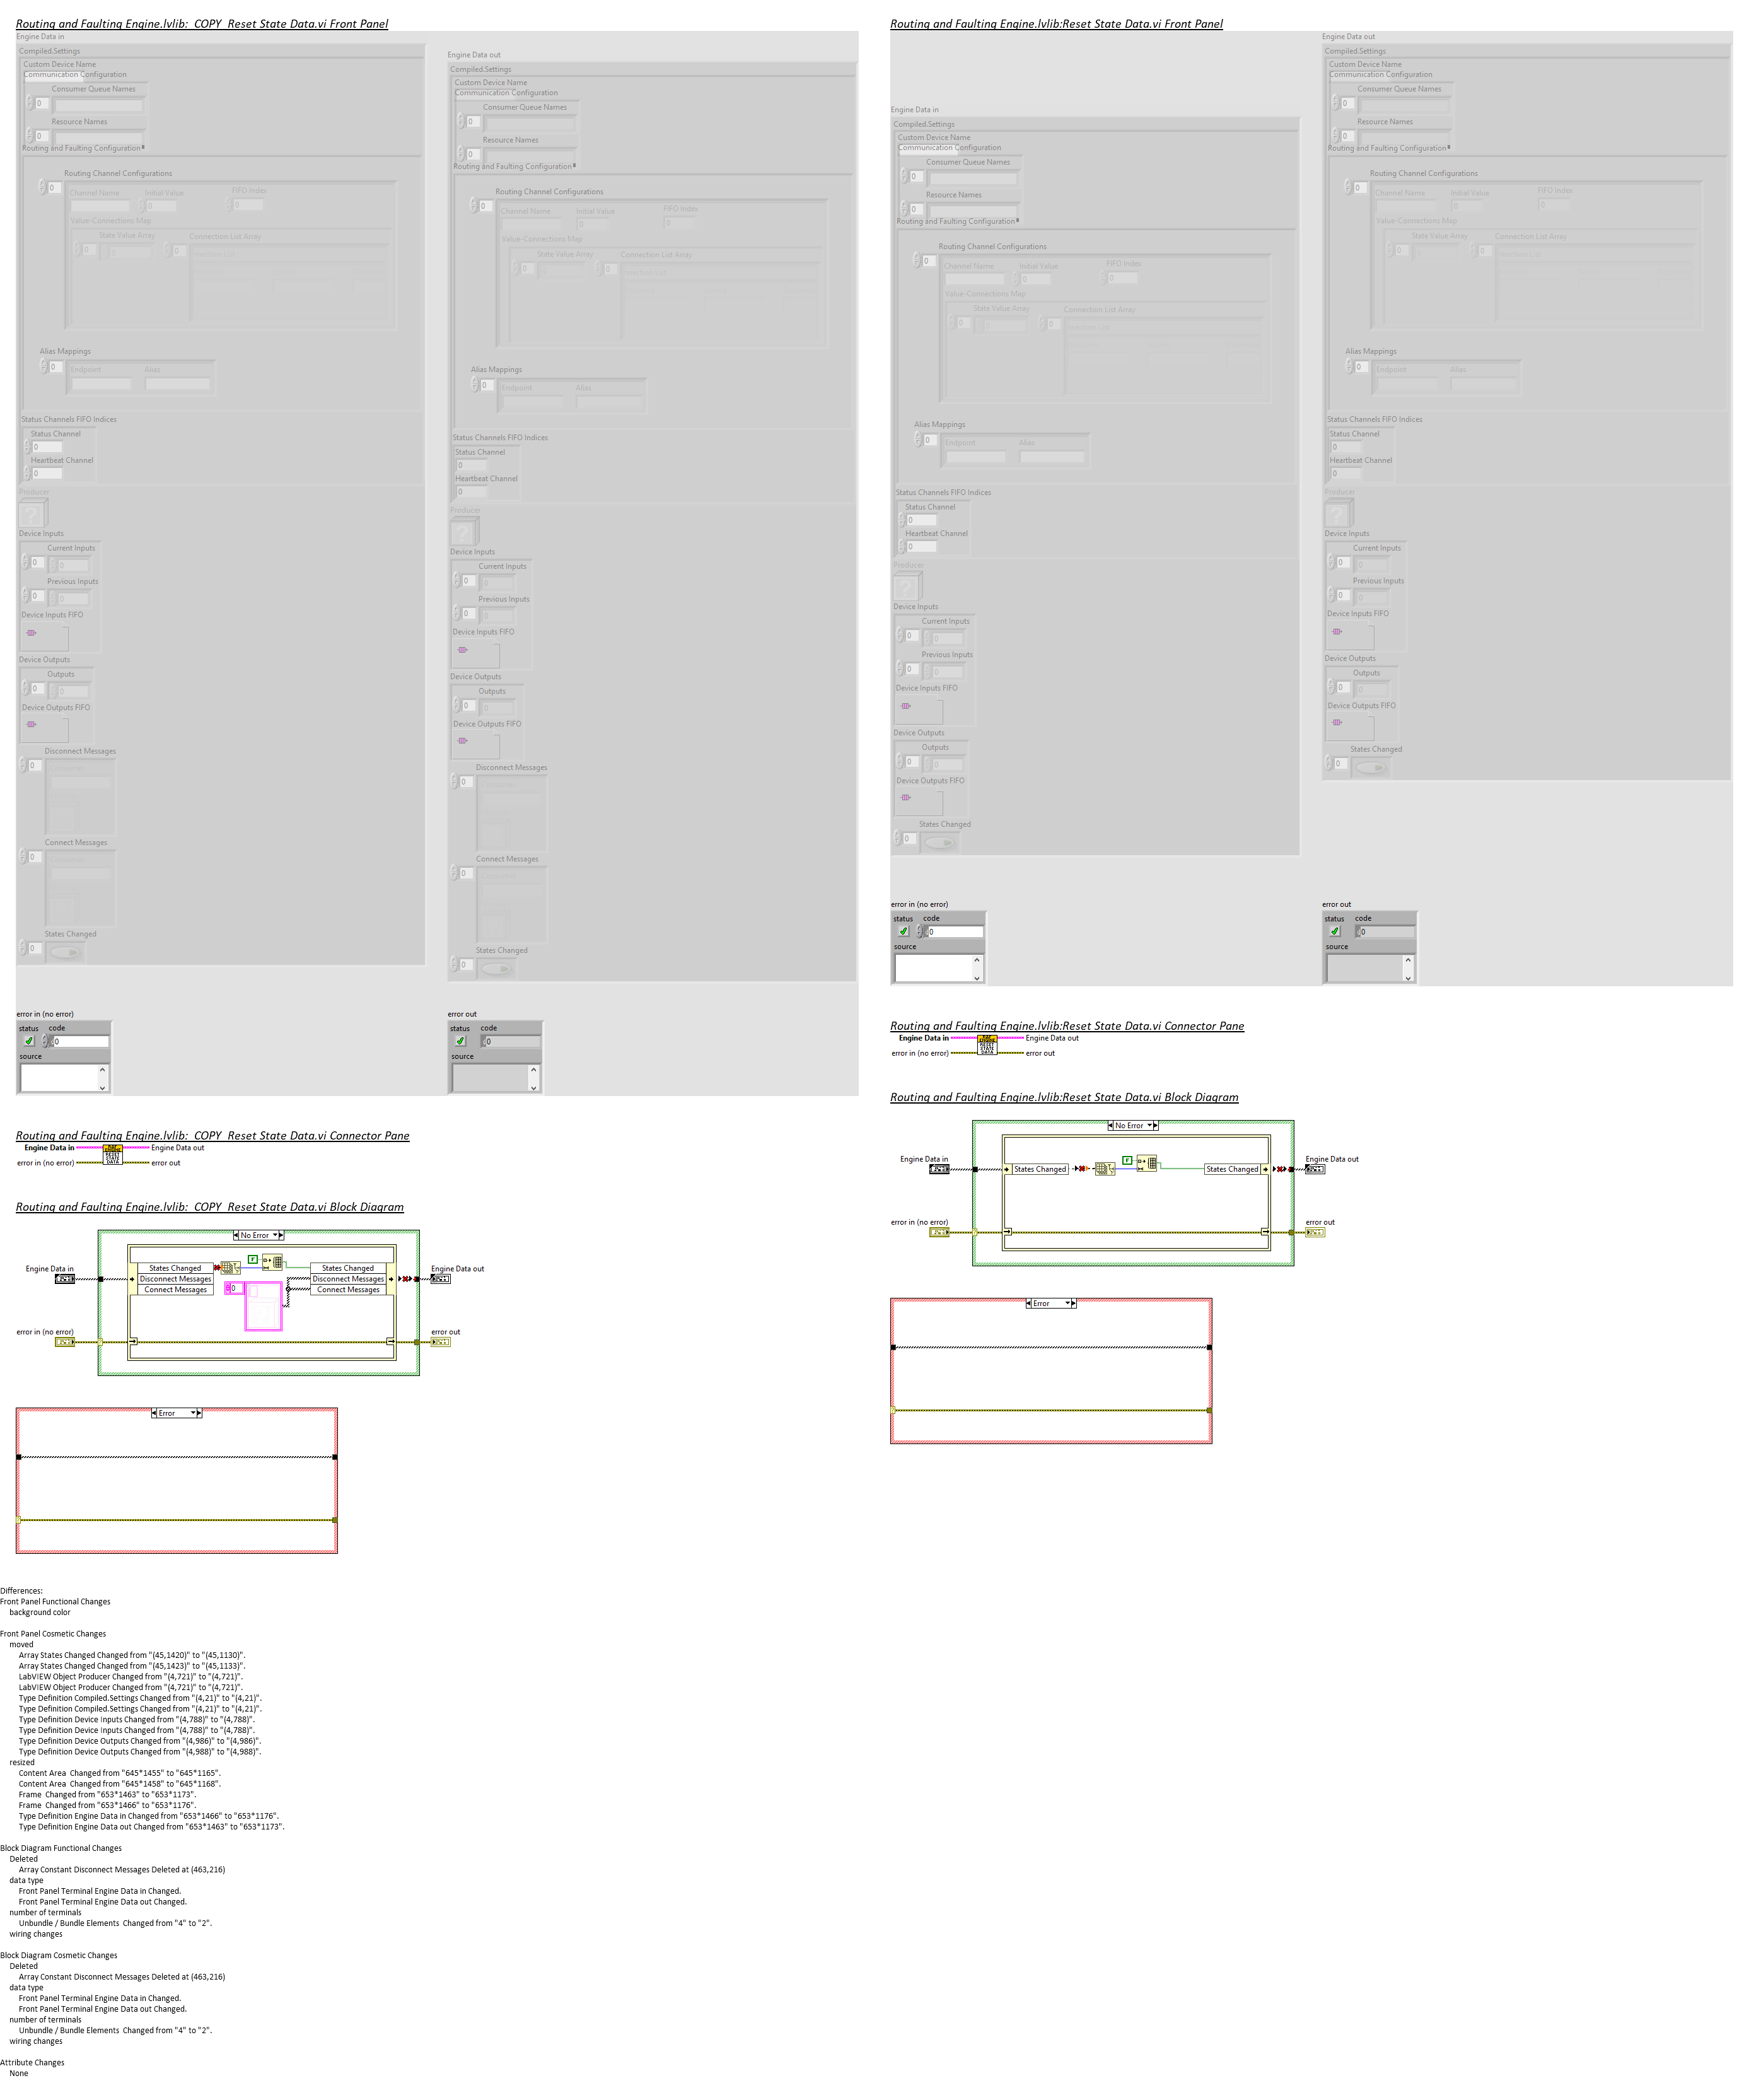 Routing and Faulting Engine.lvlib:_COPY_Reset State Data.vi Front Panel
Engine Data in
Compiled.Settings
Custom Device Name
Communication Configuration
Consumer Queue Names
0
Resource Names
0
Routing and Faulting Configuration
Routing Channel Configurations
0
Channel Name Initial Value FIFO Index
0 0
Value-Connections Map
State Value Array Connection List Array
0 0
Alias Mappings
0
Endpoint Alias
Status Channels FIFO Indices
Status Channel
0
Heartbeat Channel
0
Producer
Device Inputs
Current Inputs
0 0
Previous Inputs
0 0
Device Inputs FIFO
Device Outputs
Outputs
0 0
Device Outputs FIFO
Disconnect Messages
0
Connect Messages
0
States Changed
0
error in (no error)
status code
0
source
Engine Data out
Compiled.Settings
Custom Device Name
Communication Configuration
Consumer Queue Names
0
Resource Names
0
Routing and Faulting Configuration
Routing Channel Configurations
0
Channel Name Initial Value FIFO Index
0 0
Value-Connections Map
State Value Array Connection List Array
0 0
Alias Mappings
0
Endpoint Alias
Status Channels FIFO Indices
Status Channel
0
Heartbeat Channel
0
Producer
Device Inputs
Current Inputs
0 0
Previous Inputs
0 0
Device Inputs FIFO
Device Outputs
Outputs
0 0
Device Outputs FIFO
Disconnect Messages
0
Connect Messages
0
States Changed
0
error out
status code
0
source
Routing and Faulting Engine.lvlib:_COPY_Reset State Data.vi Connector Pane
Engine Data in Engine Data out
error in (no error) error out
RESET
STATE
DATA
Routing and Faulting Engine.lvlib:_COPY_Reset State Data.vi Block Diagram
No Error
Engine Data in
States Changed
Disconnect Messages
Connect Messages
F
0
States Changed
Disconnect Messages
Connect Messages
Engine Data out
error in (no error) error out
Error
Routing and Faulting Engine.lvlib:Reset State Data.vi Front Panel
Engine Data in
Compiled.Settings
Custom Device Name
Communication Configuration
Consumer Queue Names
0
Resource Names
0
Routing and Faulting Configuration
Routing Channel Configurations
0
Channel Name Initial Value FIFO Index
0 0
Value-Connections Map
State Value Array Connection List Array
0 0
Alias Mappings
0
Endpoint Alias
Status Channels FIFO Indices
Status Channel
0
Heartbeat Channel
0
Producer
Device Inputs
Current Inputs
0 0
Previous Inputs
0 0
Device Inputs FIFO
Device Outputs
Outputs
0 0
Device Outputs FIFO
States Changed
0
error in (no error)
status code
0
source
Engine Data out
Compiled.Settings
Custom Device Name
Communication Configuration
Consumer Queue Names
0
Resource Names
0
Routing and Faulting Configuration
Routing Channel Configurations
0
Channel Name Initial Value FIFO Index
0 0
Value-Connections Map
State Value Array Connection List Array
0 0
Alias Mappings
0
Endpoint Alias
Status Channels FIFO Indices
Status Channel
0
Heartbeat Channel
0
Producer
Device Inputs
Current Inputs
0 0
Previous Inputs
0 0
Device Inputs FIFO
Device Outputs
Outputs
0 0
Device Outputs FIFO
States Changed
0
error out
status code
0
source
Routing and Faulting Engine.lvlib:Reset State Data.vi Connector Pane
Engine Data in Engine Data out
error in (no error) error out
RESET
STATE
DATA
Routing and Faulting Engine.lvlib:Reset State Data.vi Block Diagram
No Error
Engine Data in States Changed F States Changed Engine Data out
error in (no error) error out
Error
Differences:
Front Panel Functional Changes
background color
Front Panel Cosmetic Changes
moved
Array States Changed Changed from "(45,1420)" to "(45,1130)".
Array States Changed Changed from "(45,1423)" to "(45,1133)".
LabVIEW Object Producer Changed from "(4,721)" to "(4,721)".
LabVIEW Object Producer Changed from "(4,721)" to "(4,721)".
Type Definition Compiled.Settings Changed from "(4,21)" to "(4,21)".
Type Definition Compiled.Settings Changed from "(4,21)" to "(4,21)".
Type Definition Device Inputs Changed from "(4,788)" to "(4,788)".
Type Definition Device Inputs Changed from "(4,788)" to "(4,788)".
Type Definition Device Outputs Changed from "(4,986)" to "(4,986)".
Type Definition Device Outputs Changed from "(4,988)" to "(4,988)".
resized
Content Area Changed from "645*1455" to "645*1165".
Content Area Changed from "645*1458" to "645*1168".
Frame Changed from "653*1463" to "653*1173".
Frame Changed from "653*1466" to "653*1176".
Type Definition Engine Data in Changed from "653*1466" to "653*1176".
Type Definition Engine Data out Changed from "653*1463" to "653*1173".
Block Diagram Functional Changes
Deleted
Array Constant Disconnect Messages Deleted at (463,216)
data type
Front Panel Terminal Engine Data in Changed.
Front Panel Terminal Engine Data out Changed.
number of terminals
Unbundle / Bundle Elements Changed from "4" to "2".
wiring changes
Block Diagram Cosmetic Changes
Deleted
Array Constant Disconnect Messages Deleted at (463,216)
data type
Front Panel Terminal Engine Data in Changed.
Front Panel Terminal Engine Data out Changed.
number of terminals
Unbundle / Bundle Elements Changed from "4" to "2".
wiring changes
Attribute Changes
None